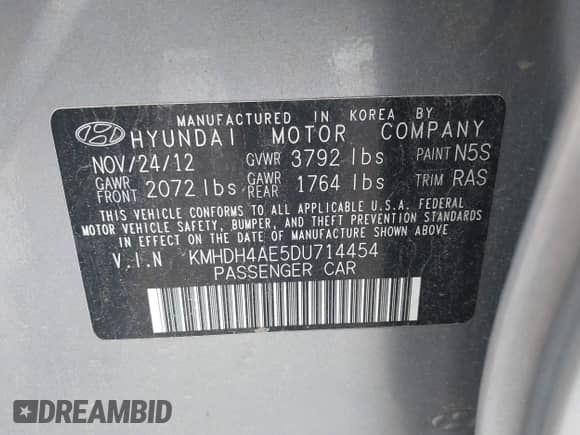 MANUFACTURED IN KOREA BY
HYUNDAI MOTOR COMPANY
NOV/24/12 GVWR 3792 lbs PAINT N5S
GAWR FRONT 2072 lbs GAWR REAR 1764 lbs TRIM RAS
THIS VEHICLE CONFORMS TO ALL APPLICABLE U.S.A. FEDERAL
MOTOR VEHICLE SAFETY, BUMPER, AND THEFT PREVENTION STANDARDS
IN EFFECT ON THE DATE OF MANUFACTURE SHOWN ABOVE.
V.I.N KMHDH4AE5DU714454
PASSENGER CAR
DREAMBID